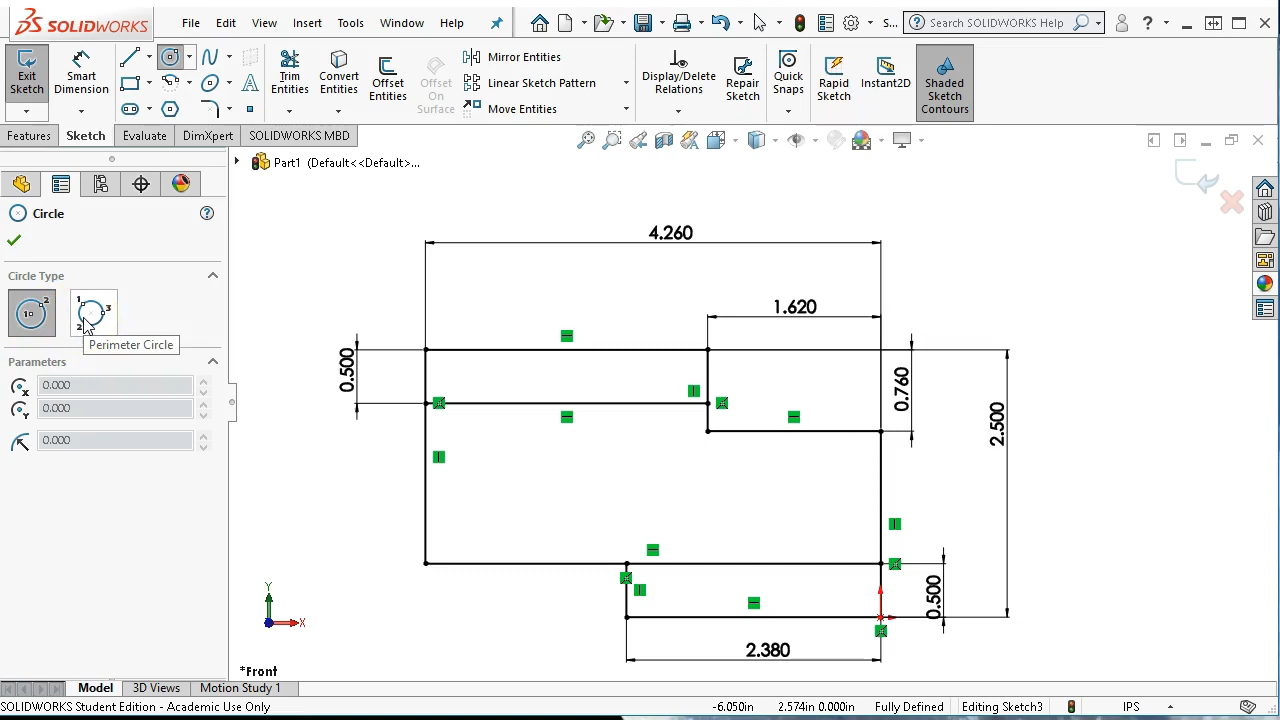 SOLIDWORKS File Edit View Insert Tools Window Help S... Search SOLIDWORKS Help ?
Exit Sketch
Smart Dimension
Trim Entities
Convert Entities
Offset Entities
Offset On Surface
Mirror Entities
Linear Sketch Pattern
Move Entities
Display/Delete Relations
Repair Sketch
Quick Snaps
Rapid Sketch
Instant2D
Shaded Sketch Contours
Features Sketch Evaluate DimXpert SOLIDWORKS MBD
Part1 (Default<<Default>...
Circle ?
Circle Type
1 2
1 2 3
Perimeter Circle
Parameters
X 0.000
Y 0.000
0.000
4.260
1.620
0.500
0.760
2.500
0.500
2.380
Y
X
*Front
Model 3D Views Motion Study 1
SOLIDWORKS Student Edition - Academic Use Only -6.050in 2.574in 0.000in Fully Defined Editing Sketch3 IPS